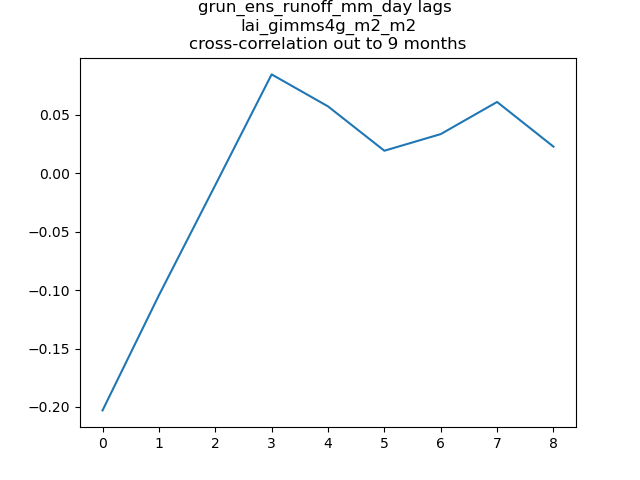 grun_ens_runoff_mm_day lags
lai_gimms4g_m2_m2
cross-correlation out to 9 months
0.05
0.00
−0.05
−0.10
−0.15
−0.20
0 1 2 3 4 5 6 7 8